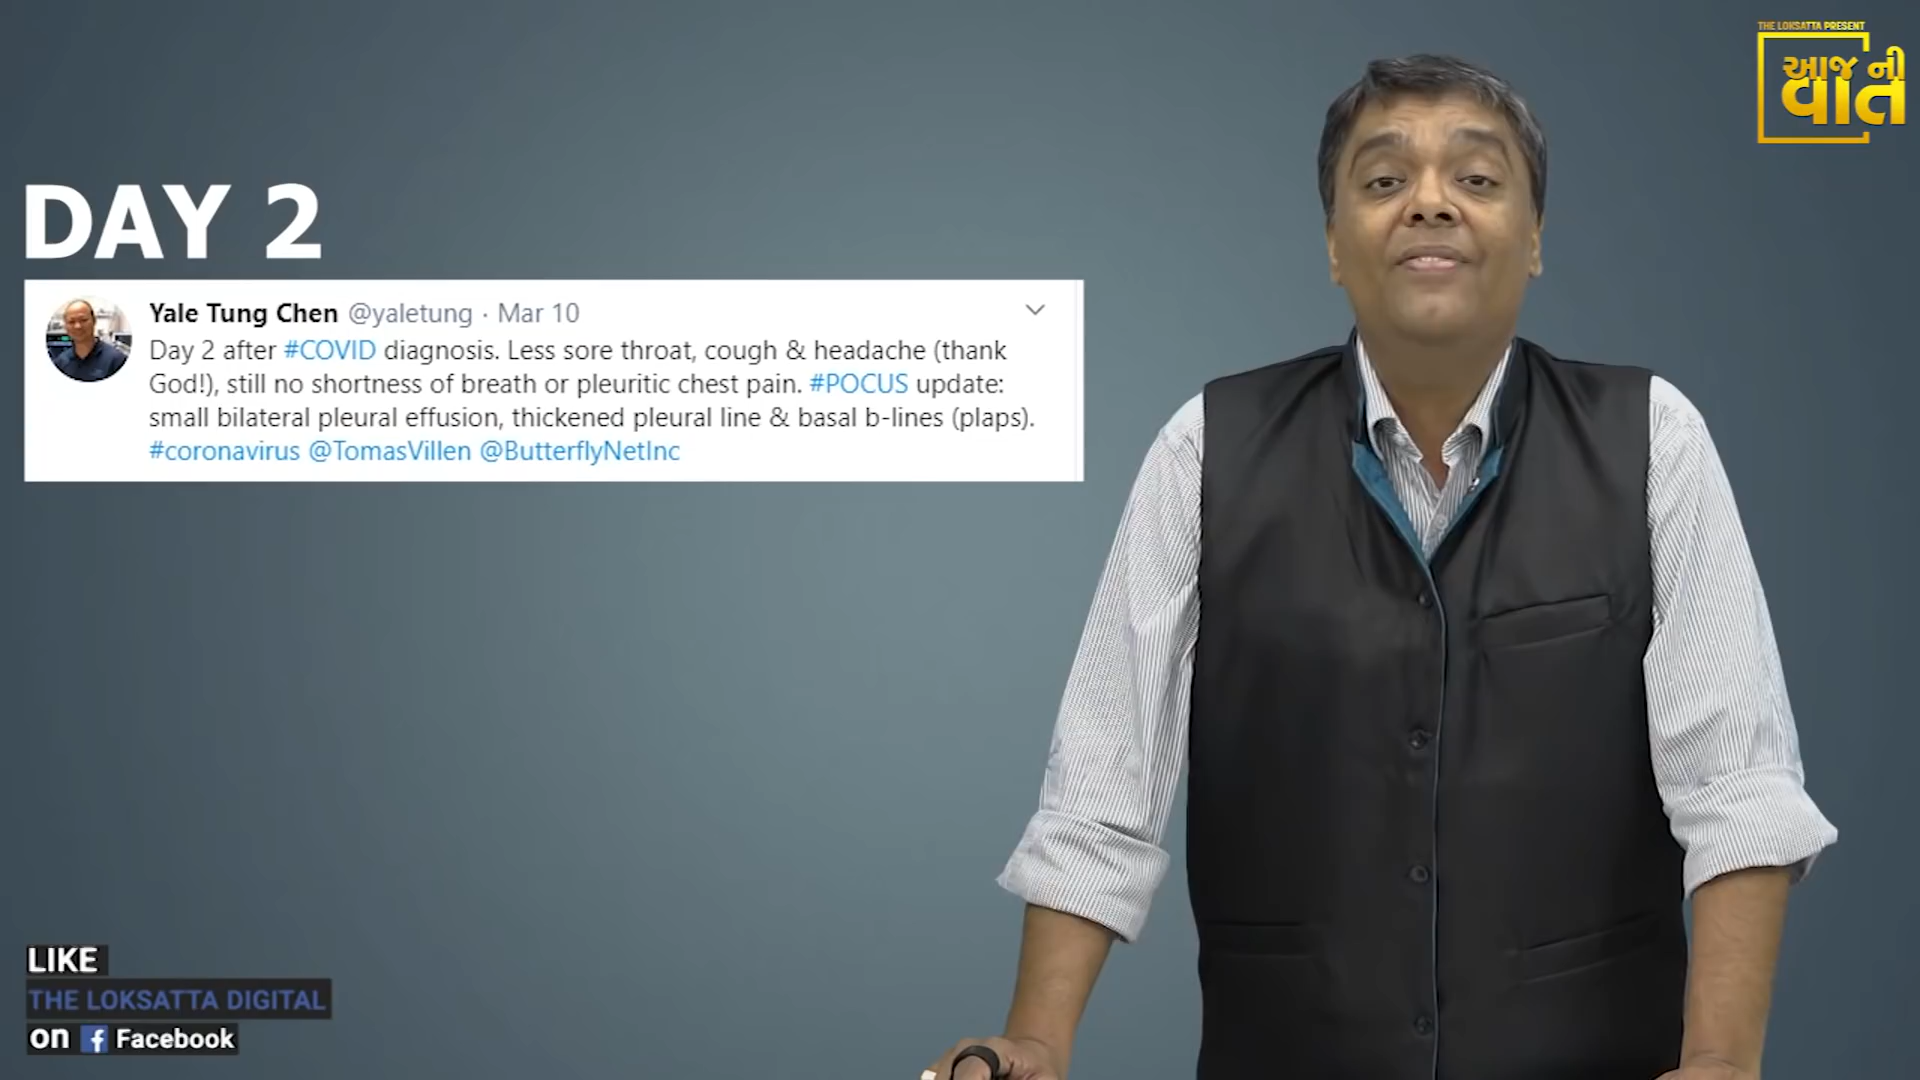 THE LOKSATTA PRESENT
આજ ની
વાત
DAY 2
Yale Tung Chen @yaletung · Mar 10
Day 2 after #COVID diagnosis. Less sore throat, cough & headache (thank
God!), still no shortness of breath or pleuritic chest pain. #POCUS update:
small bilateral pleural effusion, thickened pleural line & basal b-lines (plaps).
#coronavirus @TomasVillen @ButterflyNetInc
LIKE
THE LOKSATTA DIGITAL
on f Facebook